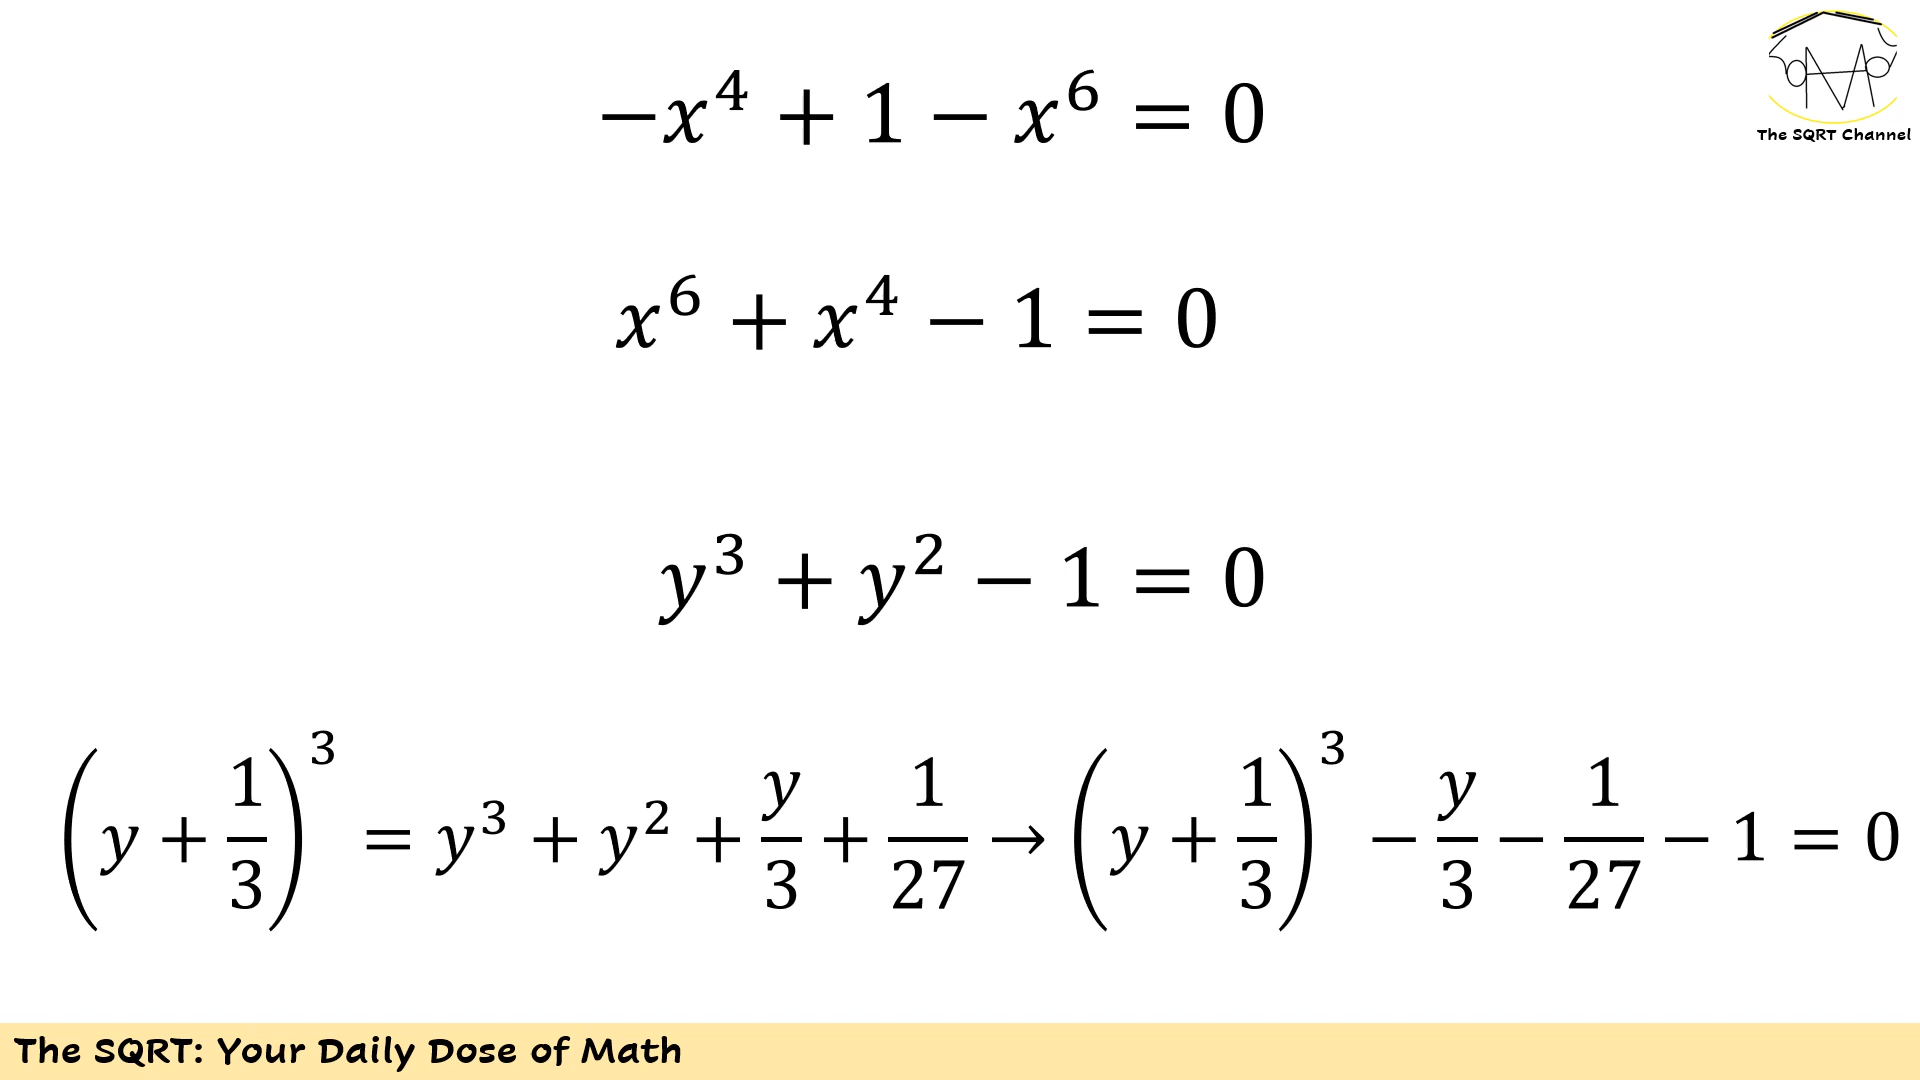 −x⁴ + 1 − x⁶ = 0
The SQRT Channel
x⁶ + x⁴ − 1 = 0
y³ + y² − 1 = 0
(y + 1/3)³ = y³ + y² + y/3 + 1/27 → (y + 1/3)³ − y/3 − 1/27 − 1 = 0
The SQRT: Your Daily Dose of Math